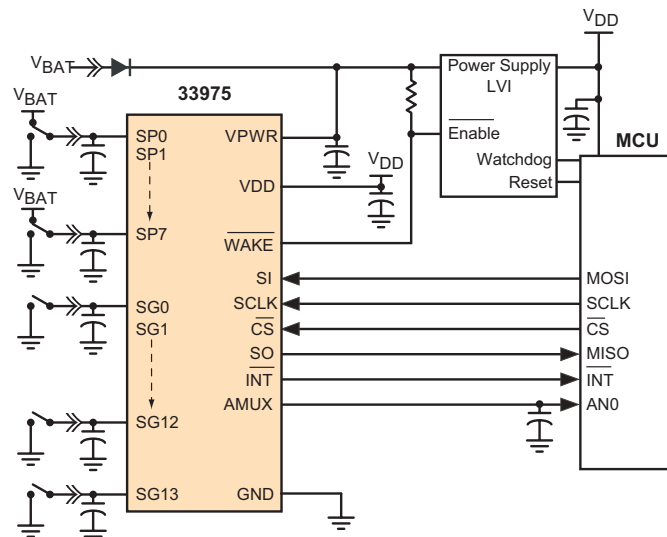 VDD
VBAT
Power Supply
LVI
33975
VBAT
Enable
MCU
SP0
VPWR
SP1
VDD
Watchdog
VDD
Reset
VBAT
SP7
WAKE
SI
MOSI
SG0
SCLK
SCLK
SG1
CS
CS
SO
MISO
INT
INT
AMUX
AN0
SG12
SG13
GND